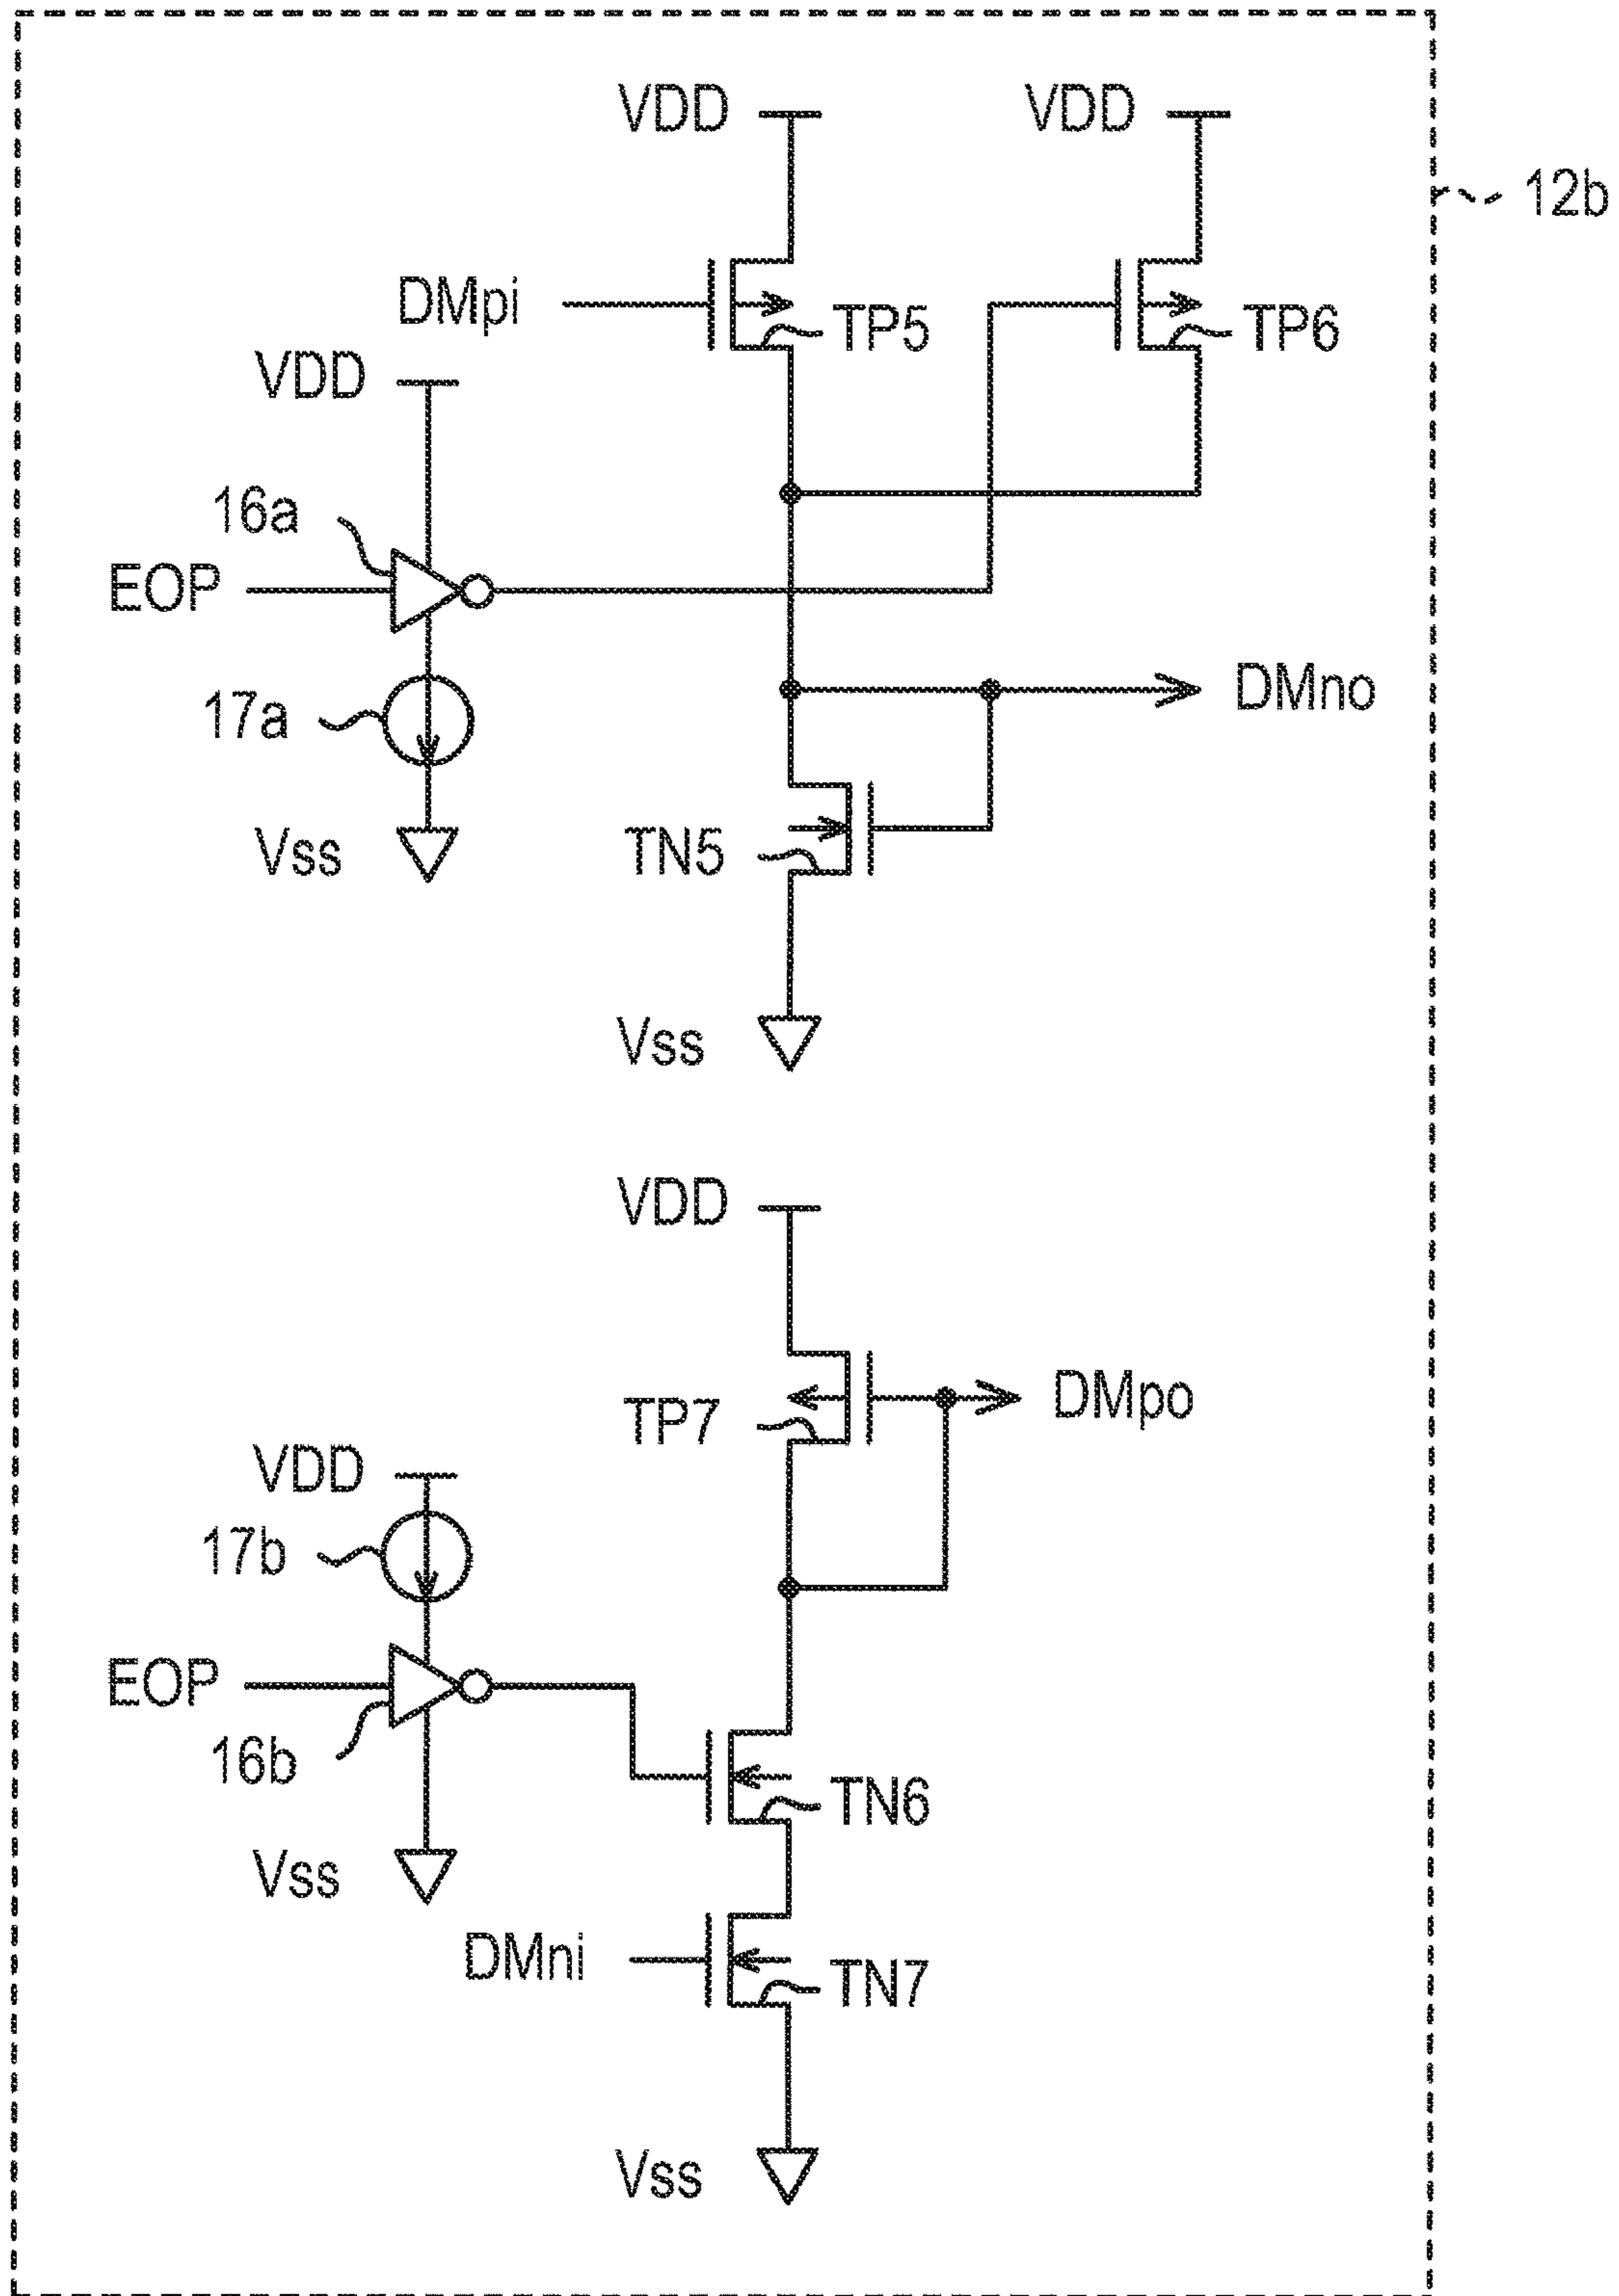 VDD
VDD
12b
DMpi
TP5
TP6
VDD
16a
EOP
17a
DMno
Vss
TN5
Vss
VDD
DMpo
TP7
VDD
17b
EOP
16b
TN6
Vss
DMni
TN7
Vss